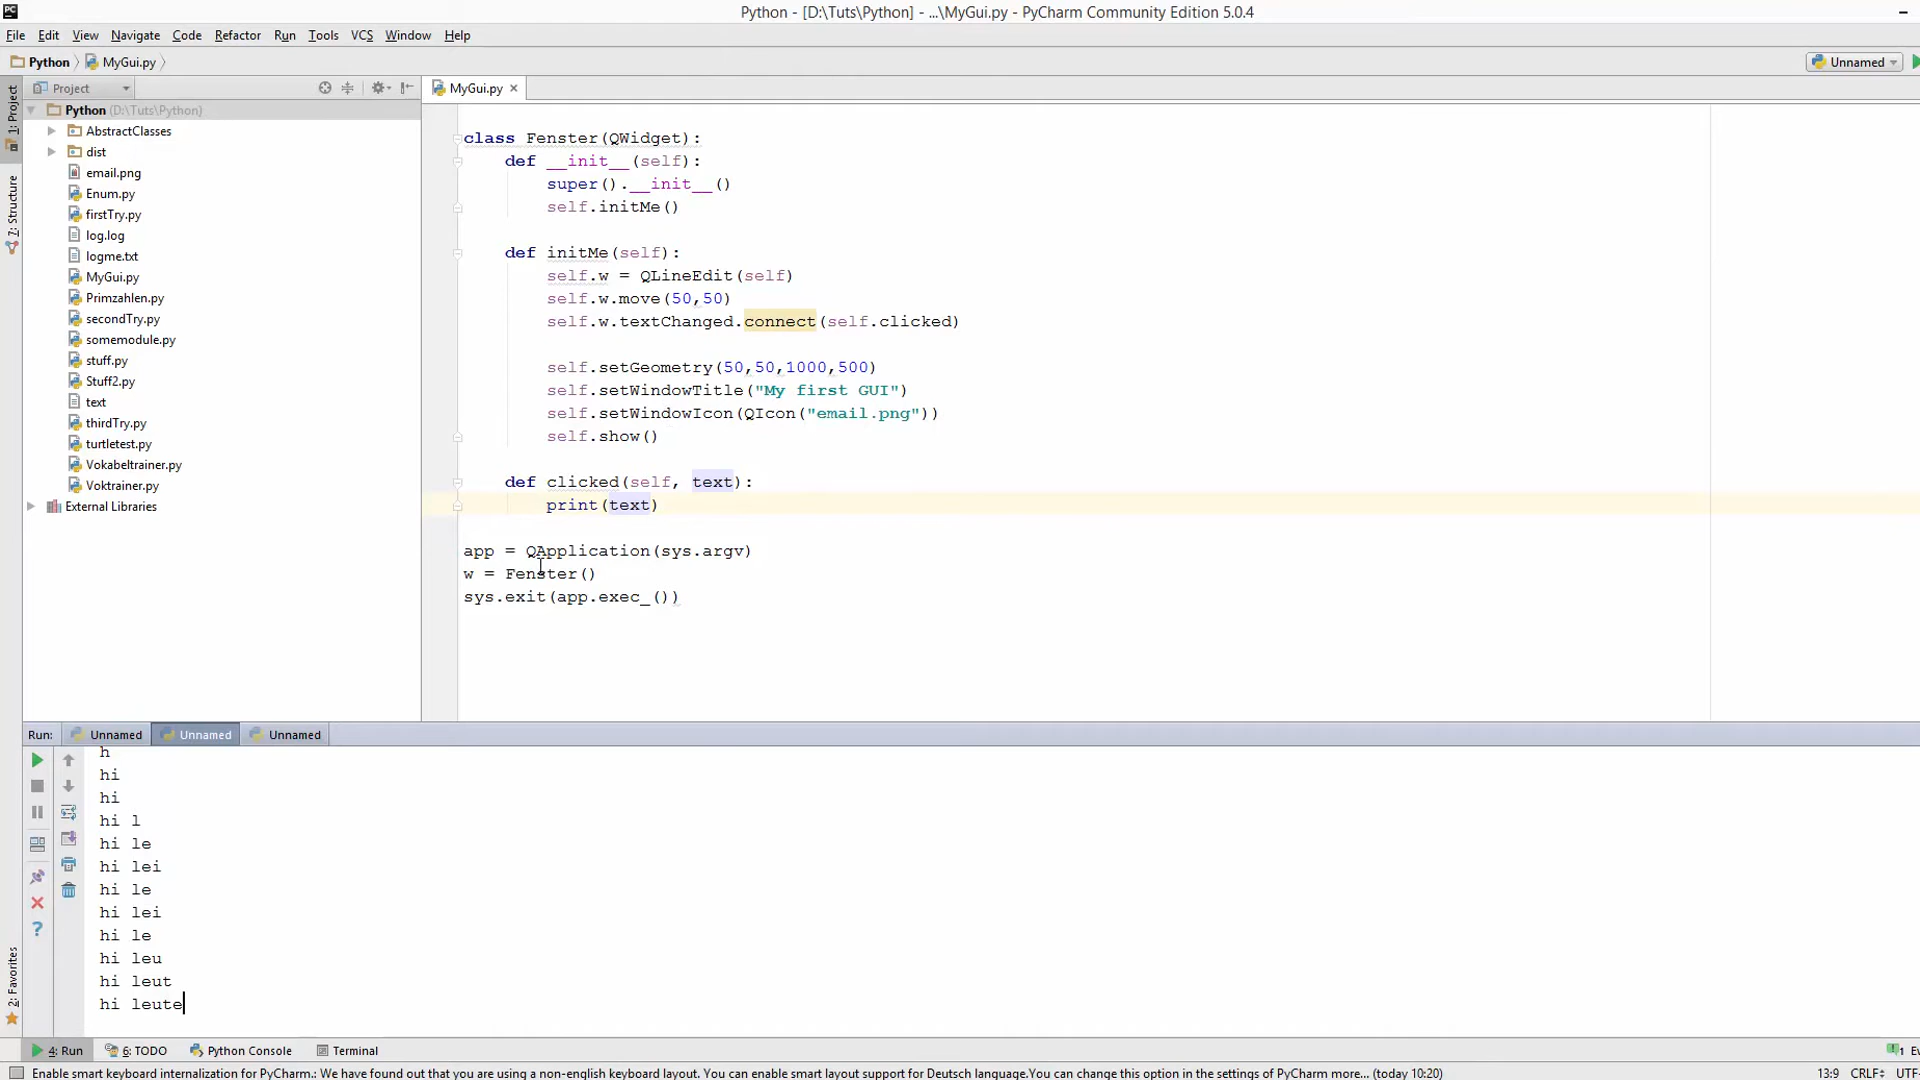 Python - [D:\Tuts\Python] - ...\MyGui.py - PyCharm Community Edition 5.0.4
File Edit View Navigate Code Refactor Run Tools VCS Window Help
Python MyGui.py Unnamed
1: Project
7: Structure
2: Favorites
Project
Python (D:\Tuts\Python)
AbstractClasses
dist
email.png
Enum.py
firstTry.py
log.log
logme.txt
MyGui.py
Primzahlen.py
secondTry.py
somemodule.py
stuff.py
Stuff2.py
text
thirdTry.py
turtletest.py
Vokabeltrainer.py
Voktrainer.py
External Libraries
MyGui.py
class Fenster(QWidget):
def __init__(self):
super().__init__()
self.initMe()
def initMe(self):
self.w = QLineEdit(self)
self.w.move(50,50)
self.w.textChanged.connect(self.clicked)
self.setGeometry(50,50,1000,500)
self.setWindowTitle("My first GUI")
self.setWindowIcon(QIcon("email.png"))
self.show()
def clicked(self, text):
print(text)
app = QApplication(sys.argv)
w = Fenster()
sys.exit(app.exec_())
Run: Unnamed Unnamed Unnamed
h
hi
hi
hi l
hi le
hi lei
hi le
hi lei
hi le
hi leu
hi leut
hi leute
4: Run 6: TODO Python Console Terminal 1 Ev
Enable smart keyboard internalization for PyCharm.: We have found out that you are using a non-english keyboard layout. You can enable smart layout support for Deutsch language.You can change this option in the settings of PyCharm more... (today 10:20) 13:9 CRLF UTF-